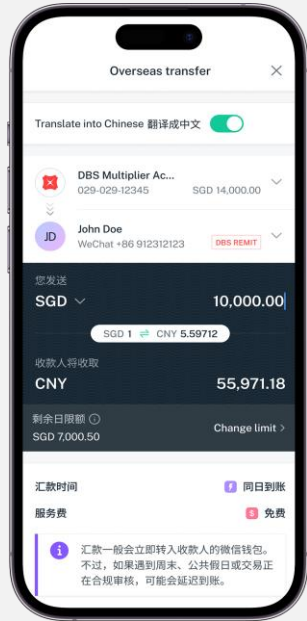 Overseas transfer
Translate into Chinese 翻译成中文
DBS Multiplier Ac...
029-029-12345 SGD 14,000.00
JD
John Doe
WeChat +86 912312123 DBS REMIT
您发送
SGD 10,000.00
SGD 1 ⇌ CNY 5.59712
收款人将收取
CNY 55,971.18
剩余日限额
SGD 7,000.50 Change limit >
汇款时间 同日到账
服务费 $ 免费
汇款一般会立即转入收款人的微信钱包。
不过，如果遇到周末、公共假日或交易正
在合规审核，可能会延迟到账。